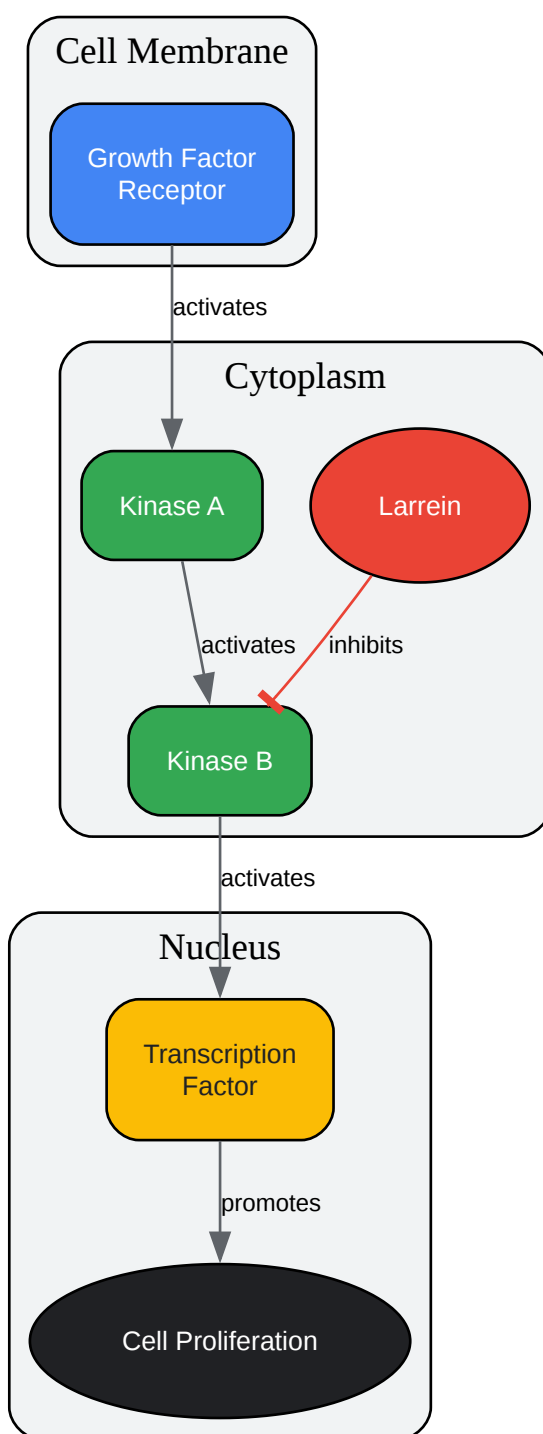 Cell Membrane
Growth Factor
Receptor
activates
Cytoplasm
Kinase A
Larrein
activates
inhibits
Kinase B
activates
Nucleus
Transcription
Factor
promotes
Cell Proliferation